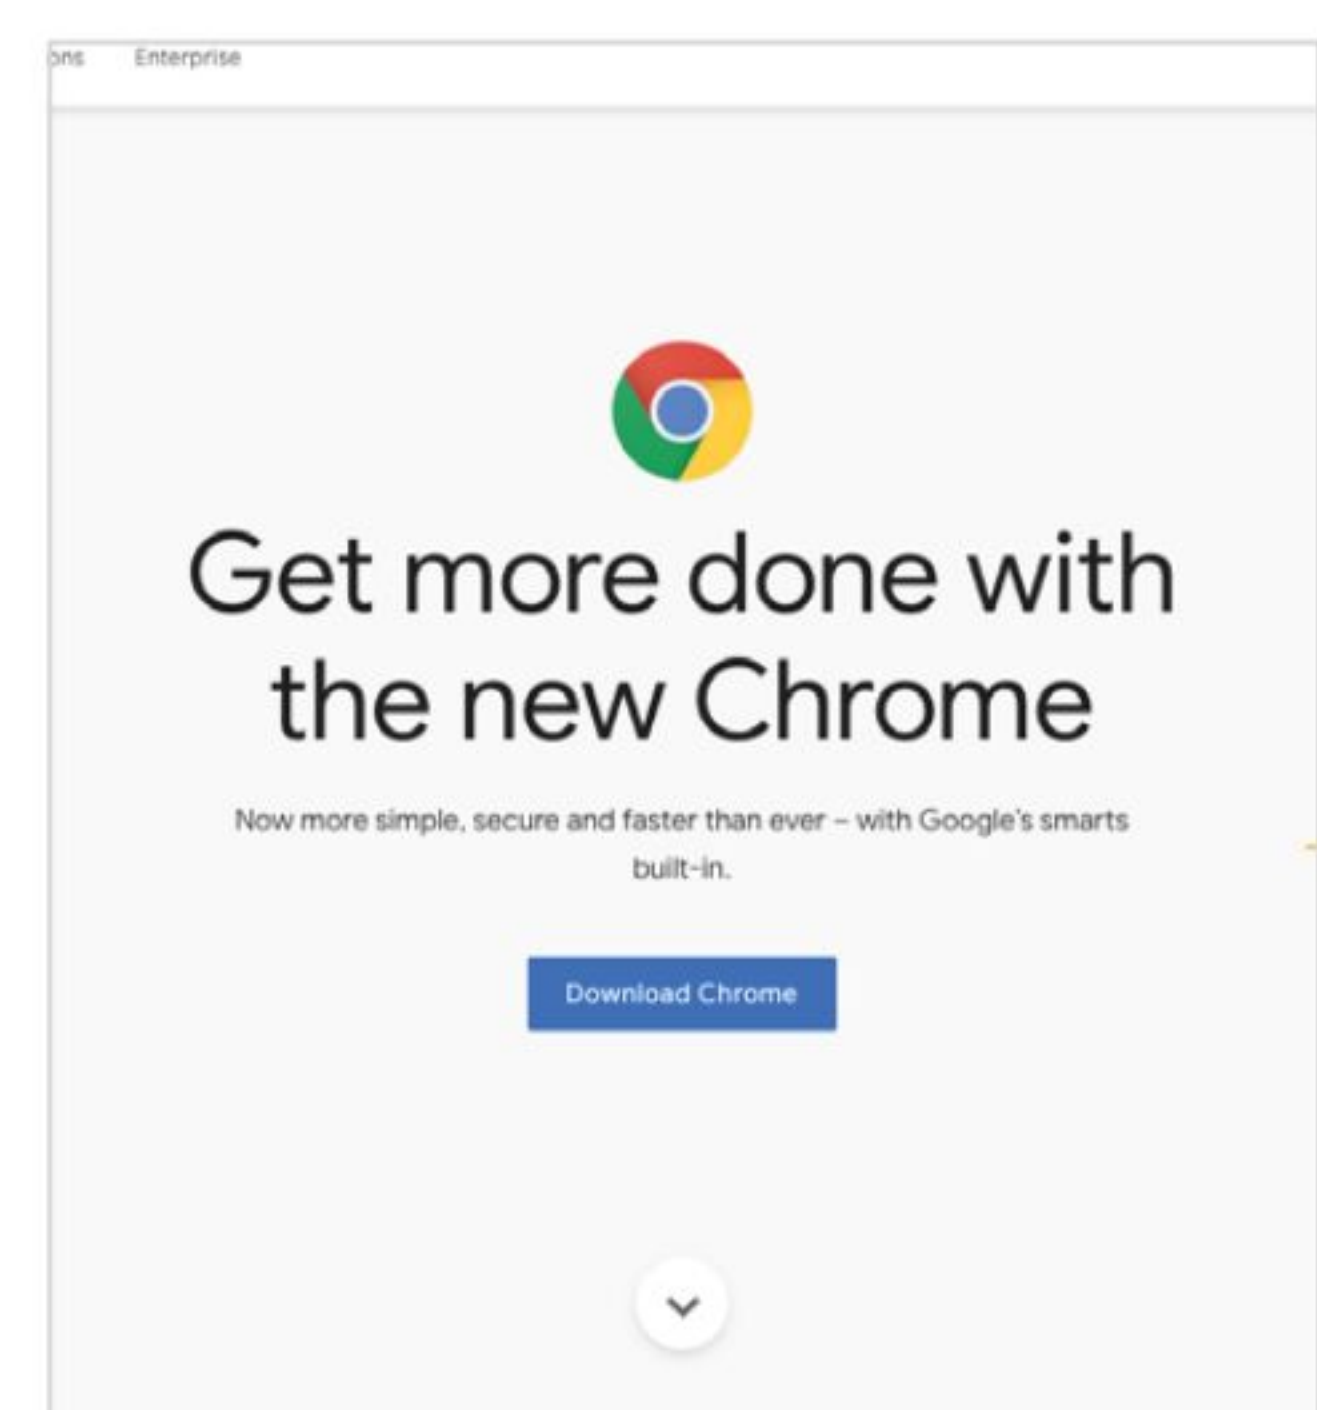 ons Enterprise
Get more done with
the new Chrome
Now more simple, secure and faster than ever – with Google's smarts
built-in.
Download Chrome